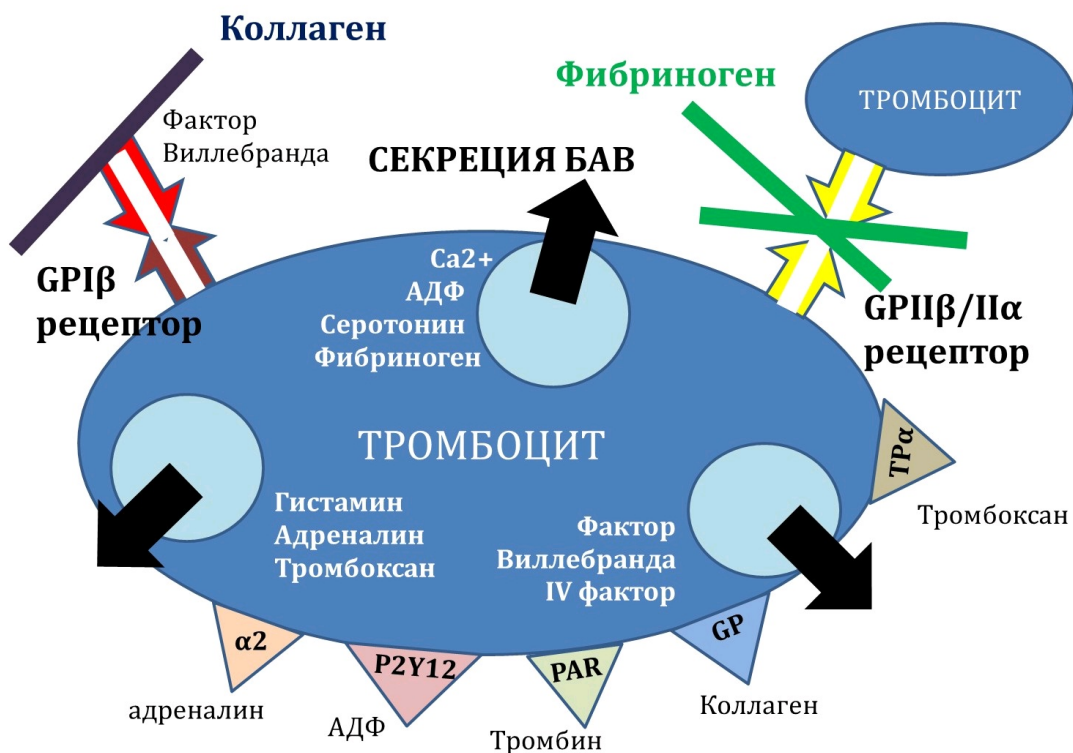 Коллаген
Фибриноген
ТРОМБОЦИТ
Фактор
Виллебранда
СЕКРЕЦИЯ БАВ
GPIβ
рецептор
Ca2+
АДФ
Серотонин
Фибриноген
GPIIβ/IIα
рецептор
ТРОМБОЦИТ
TPα
Тромбоксан
Гистамин
Адреналин
Тромбоксан
Фактор
Виллебранда
IV фактор
α2
P2Y12
PAR
GP
адреналин
АДФ
Тромбин
Коллаген